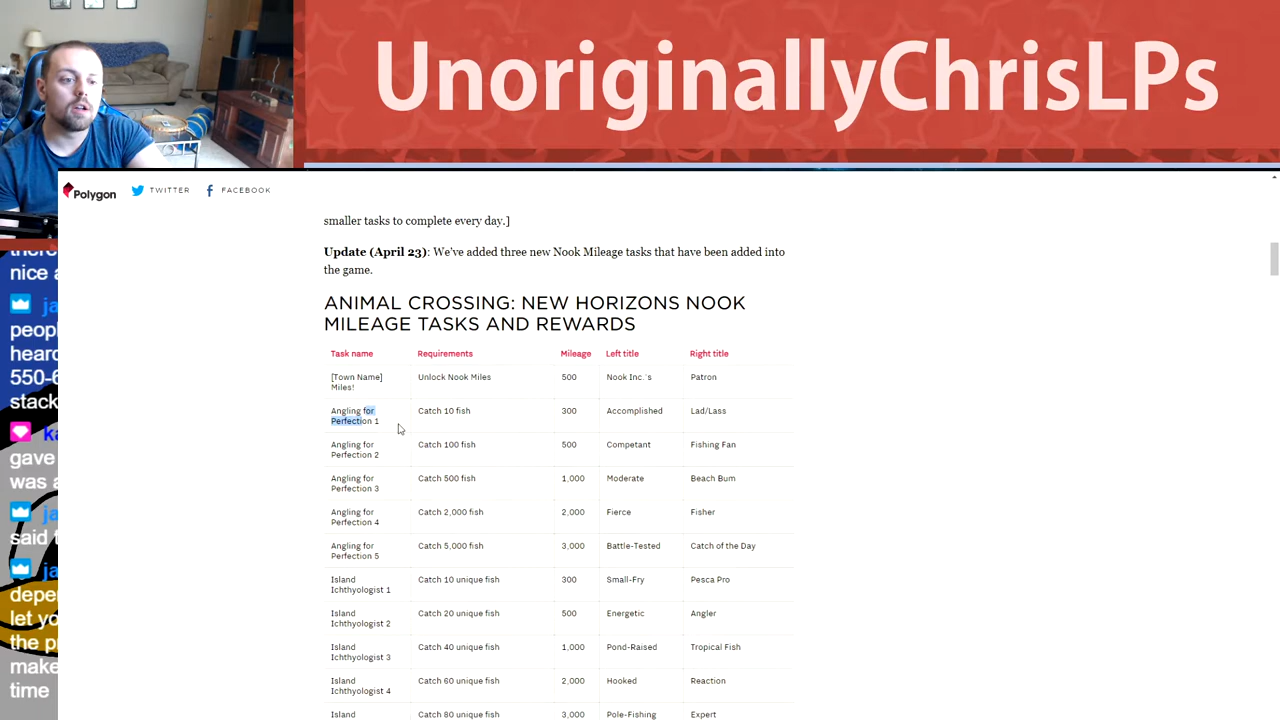 UnoriginallyChrisLPs
Polygon TWITTER FACEBOOK
smaller tasks to complete every day.]
Update (April 23): We've added three new Nook Mileage tasks that have been added into
the game.
ANIMAL CROSSING: NEW HORIZONS NOOK
MILEAGE TASKS AND REWARDS
Task name Requirements Mileage Left title Right title
[Town Name] Unlock Nook Miles 500 Nook Inc.'s Patron
Miles!
Angling for Catch 10 fish 300 Accomplished Lad/Lass
Perfection 1
Angling for Catch 100 fish 500 Competant Fishing Fan
Perfection 2
Angling for Catch 500 fish 1,000 Moderate Beach Bum
Perfection 3
Angling for Catch 2,000 fish 2,000 Fierce Fisher
Perfection 4
Angling for Catch 5,000 fish 3,000 Battle-Tested Catch of the Day
Perfection 5
Island Catch 10 unique fish 300 Small-Fry Pesca Pro
Ichthyologist 1
Island Catch 20 unique fish 500 Energetic Angler
Ichthyologist 2
Island Catch 40 unique fish 1,000 Pond-Raised Tropical Fish
Ichthyologist 3
Island Catch 60 unique fish 2,000 Hooked Reaction
Ichthyologist 4
Island Catch 80 unique fish 3,000 Pole-Fishing Expert
nice
gave
was
said
let
the
time